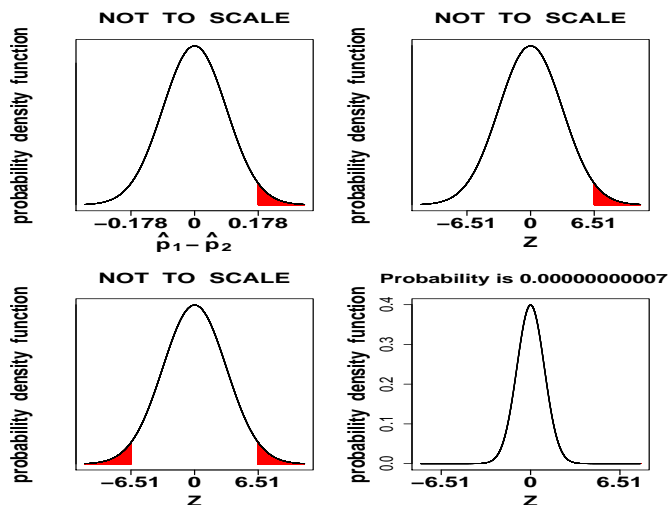 NOT TO SCALE
probability density function
−0.178 0 0.178
p̂1−p̂2
NOT TO SCALE
probability density function
−6.51 0 6.51
Z
NOT TO SCALE
probability density function
−6.51 0 6.51
Z
Probability is 0.00000000007
probability density function
0.4
0.3
0.2
0.1
0.0
−6.51 0 6.51
Z